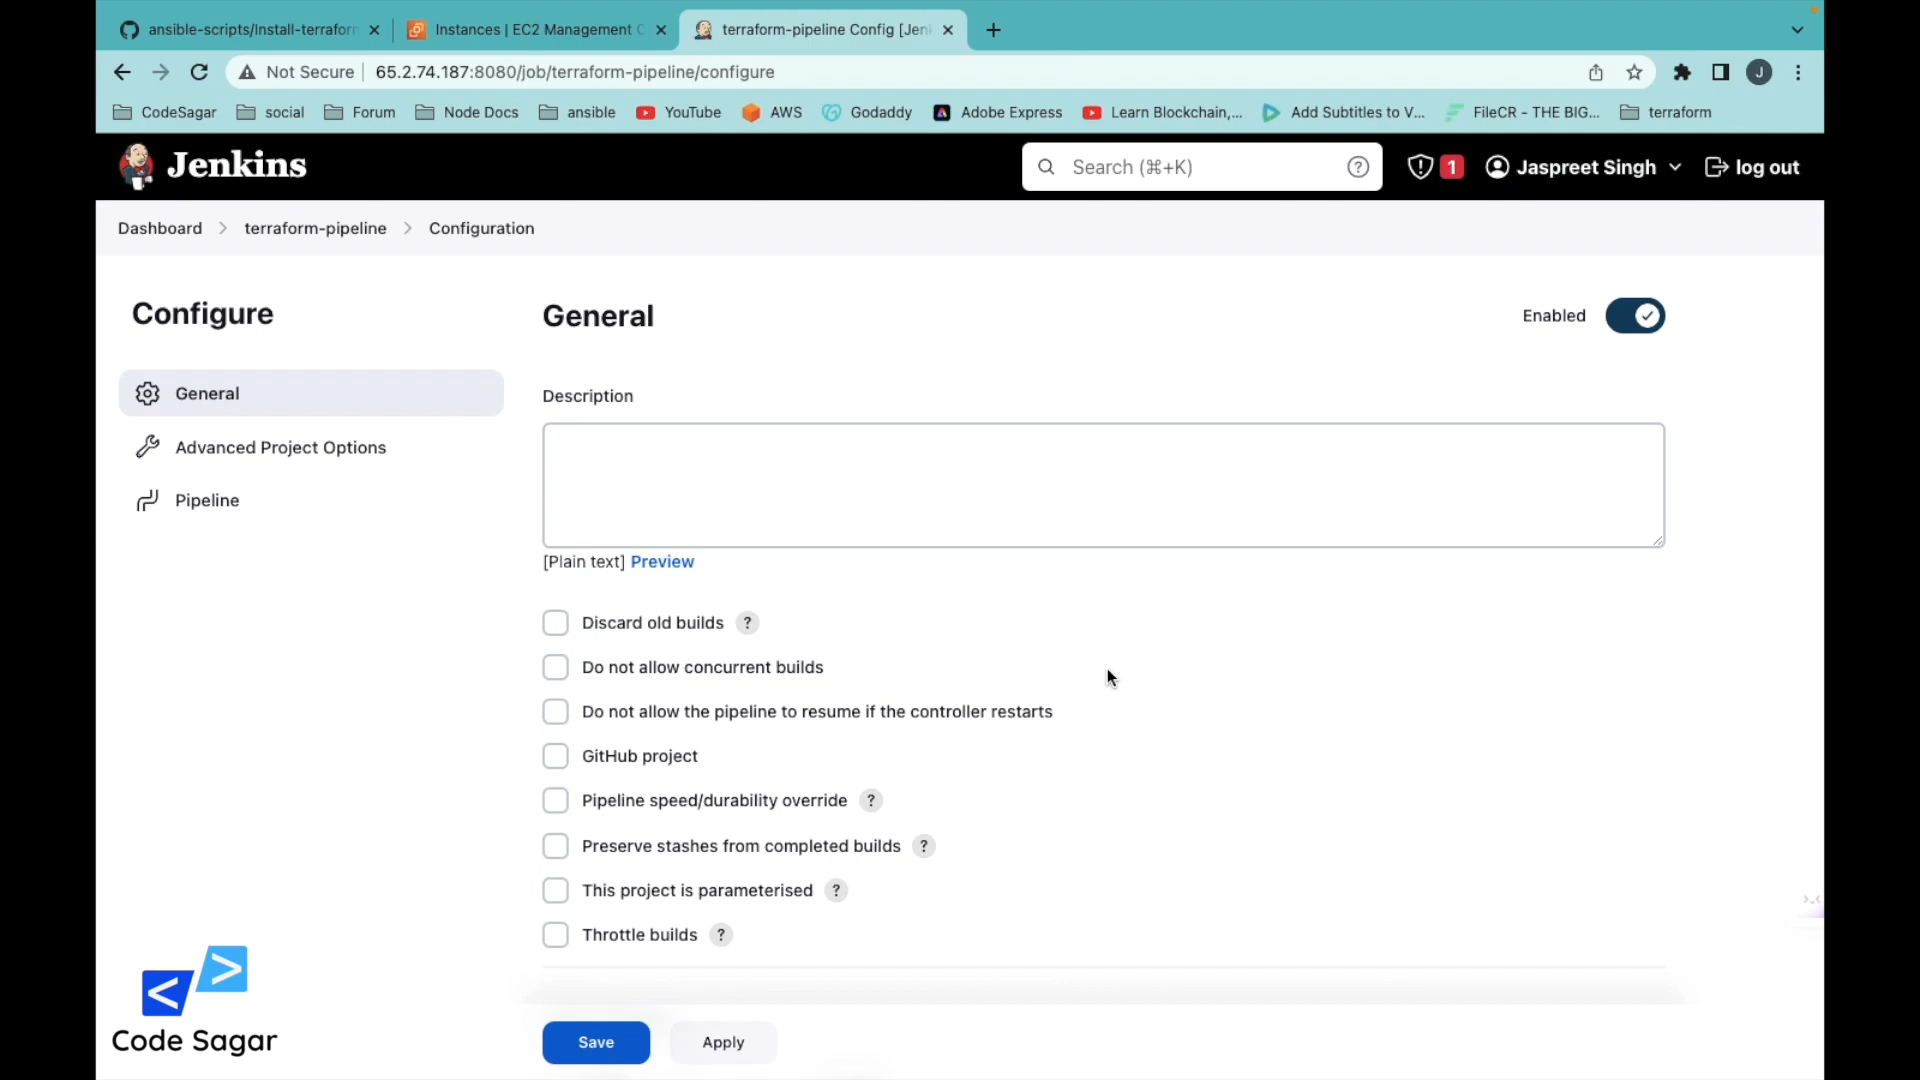 ansible-scripts/Install-terraform
Instances | EC2 Management C
terraform-pipeline Config [Jenk
Not Secure
65.2.74.187:8080/job/terraform-pipeline/configure
J
CodeSagar
social
Forum
Node Docs
ansible
YouTube
AWS
Godaddy
Adobe Express
Learn Blockchain,...
Add Subtitles to V...
FileCR - THE BIG...
terraform
Jenkins
Search (⌘+K)
?
1
Jaspreet Singh
log out
Dashboard > terraform-pipeline > Configuration
Configure
General
Advanced Project Options
Pipeline
General
Enabled
Description
[Plain text] Preview
Discard old builds ?
Do not allow concurrent builds
Do not allow the pipeline to resume if the controller restarts
GitHub project
Pipeline speed/durability override ?
Preserve stashes from completed builds ?
This project is parameterised ?
Throttle builds ?
Save
Apply
< >
Code Sagar